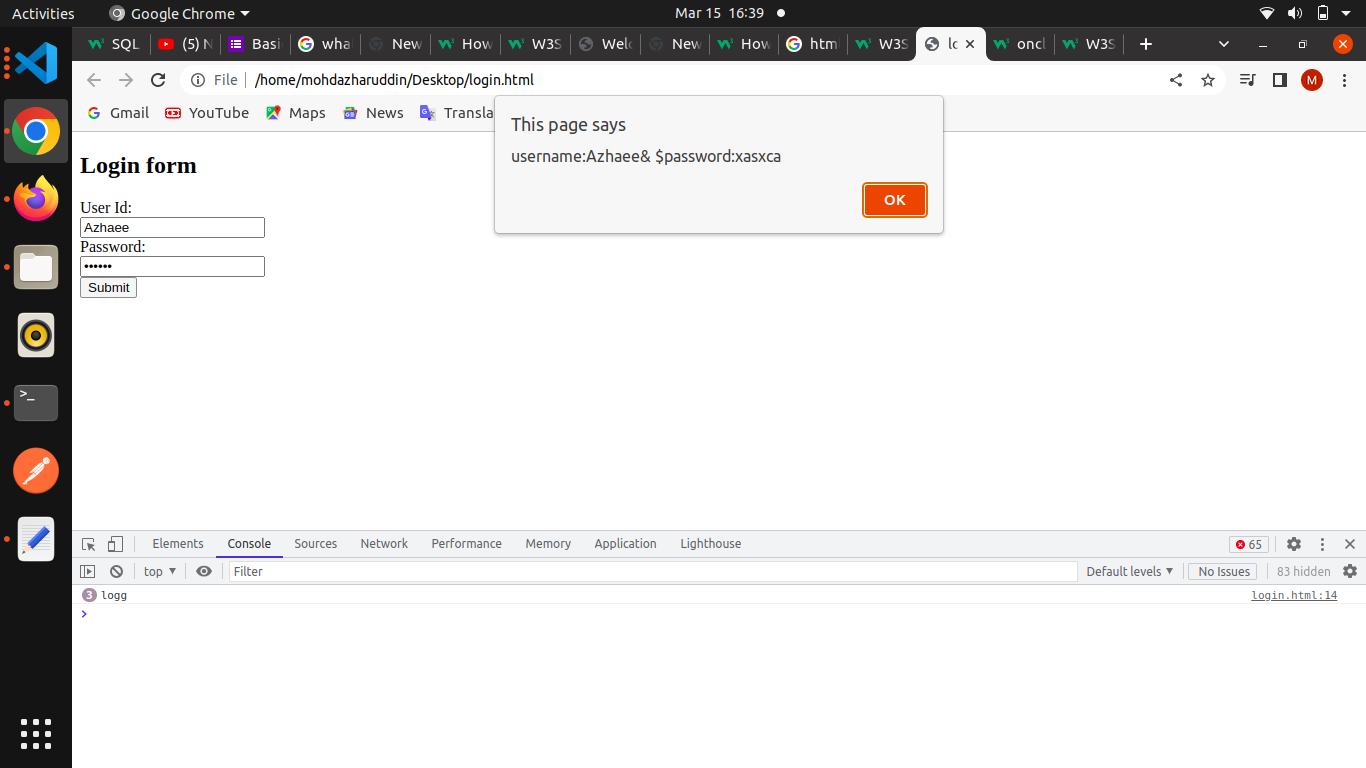 Activities Google Chrome Mar 15 16:39
SQL (5) N Basi wha New How W3S Welc New How htm W3S lo oncl W3S
File /home/mohdazharuddin/Desktop/login.html M
Gmail YouTube Maps News Transla
This page says
username:Azhaee& $password:xasxca
OK
Login form
User Id:
Azhaee
Password:
••••••
Submit
Elements Console Sources Network Performance Memory Application Lighthouse 65
top Filter Default levels No Issues 83 hidden
3 logg login.html:14
>